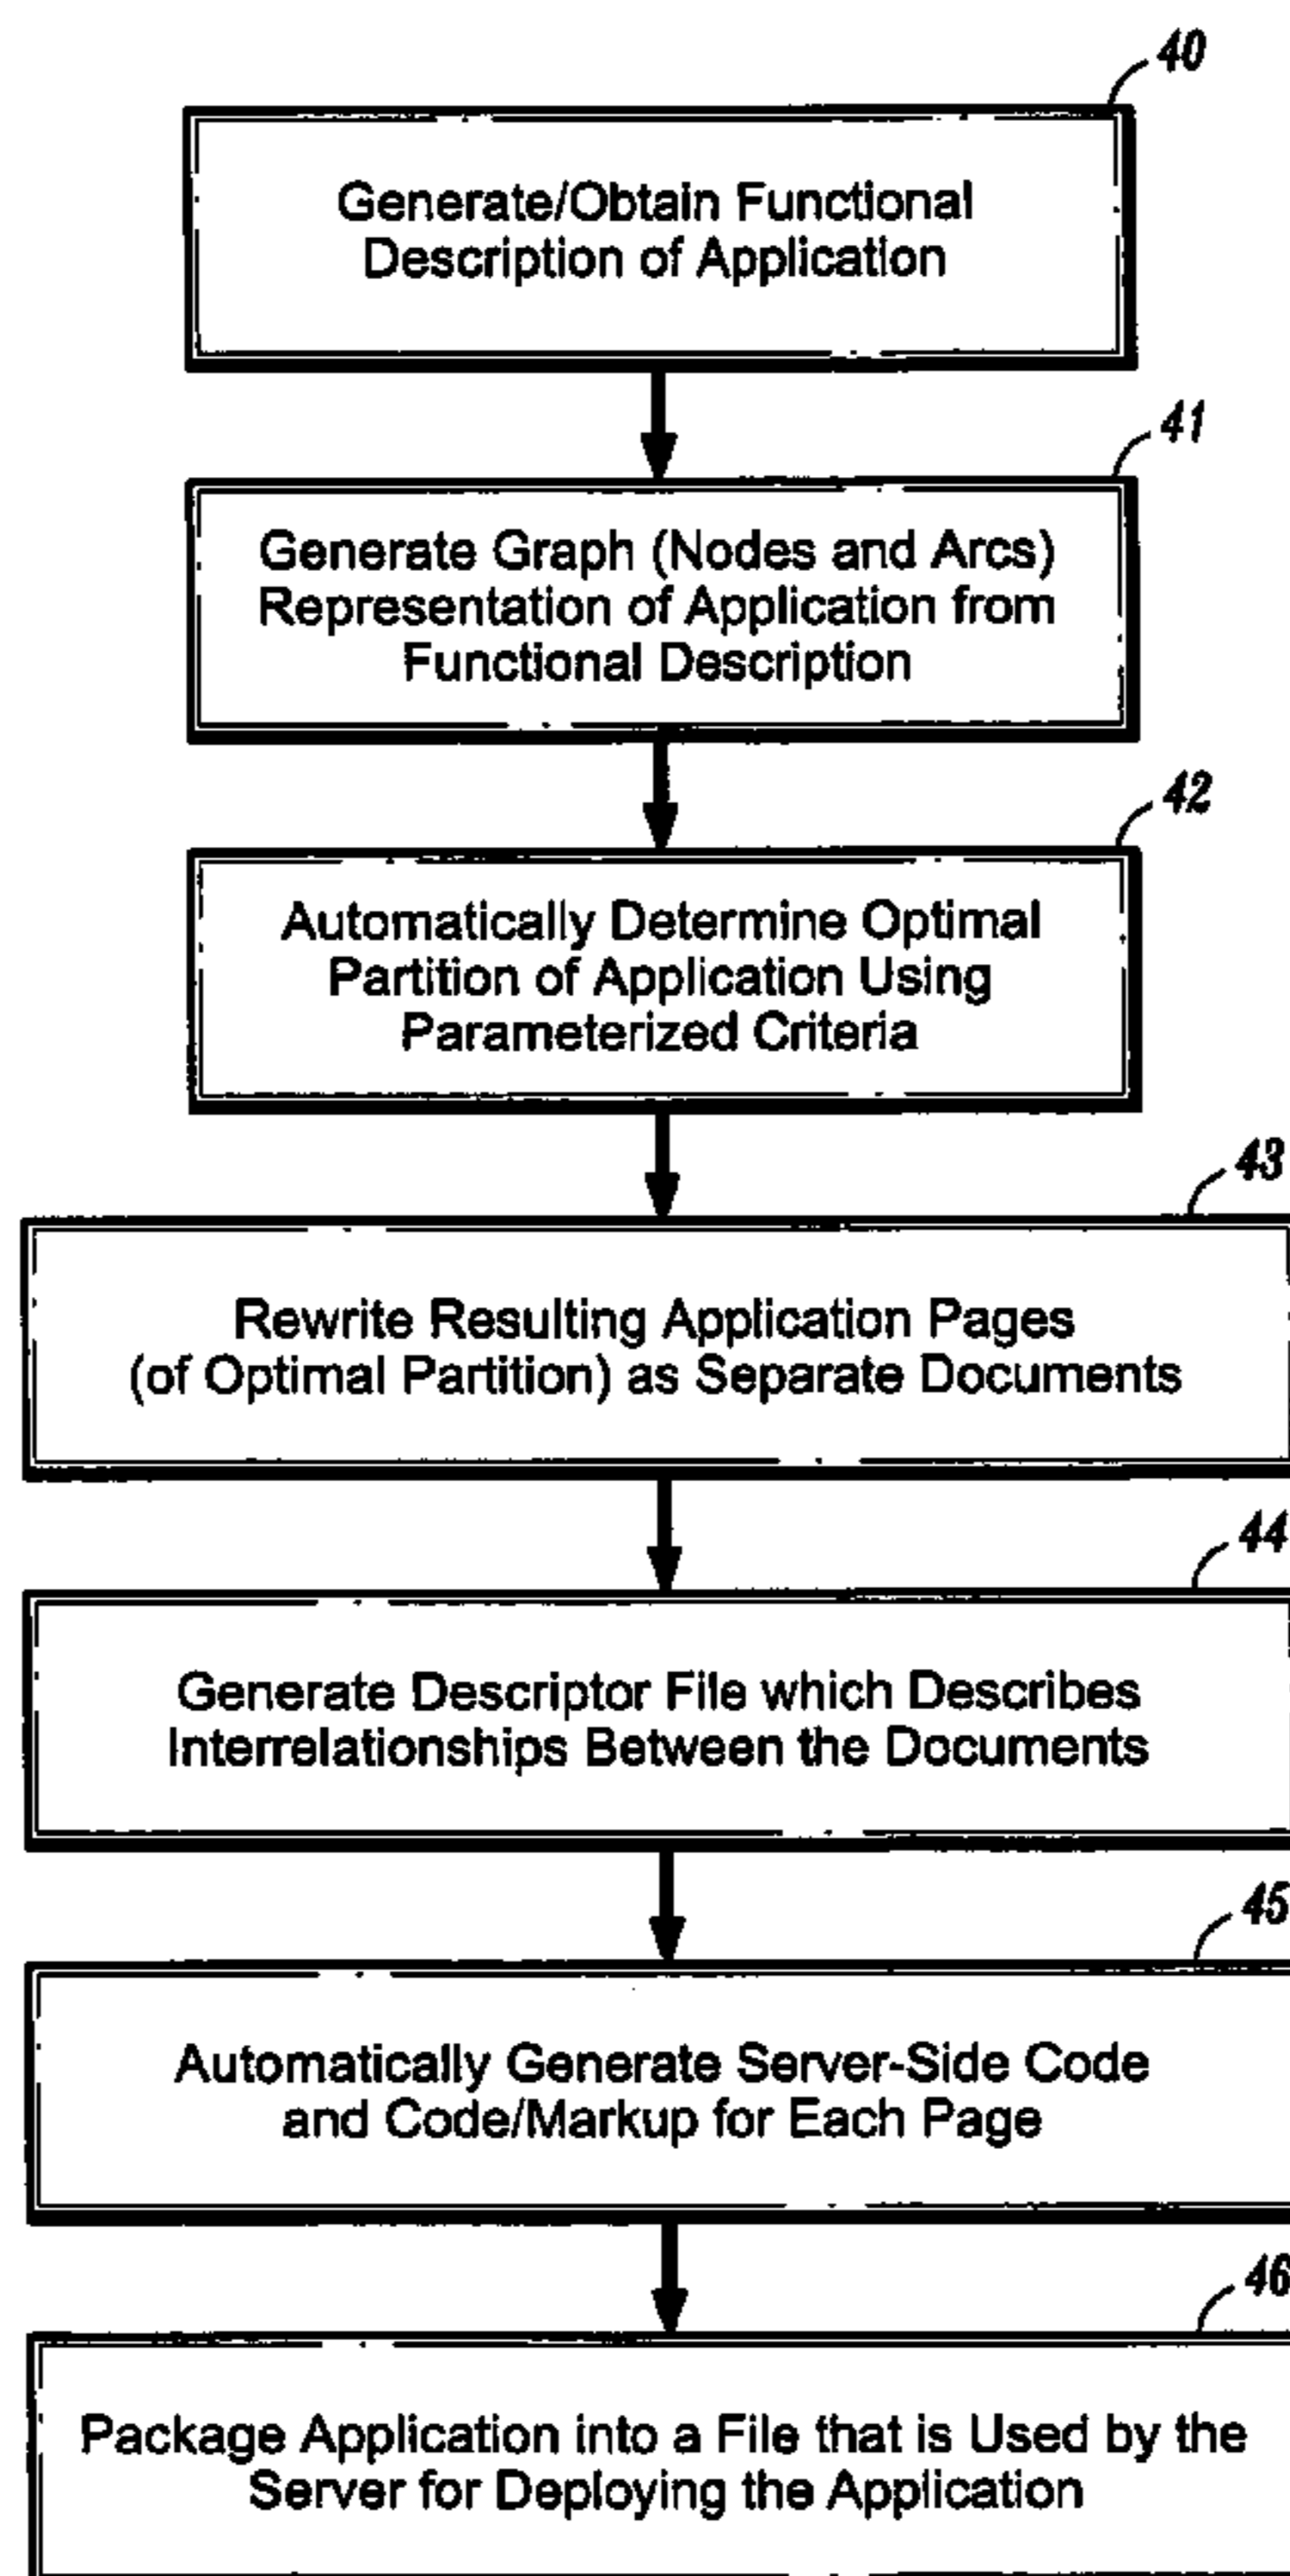 40
Generate/Obtain Functional
Description of Application
41
Generate Graph (Nodes and Arcs)
Representation of Application from
Functional Description
42
Automatically Determine Optimal
Partition of Application Using
Parameterized Criteria
43
Rewrite Resulting Application Pages
(of Optimal Partition) as Separate Documents
44
Generate Descriptor File which Describes
Interrelationships Between the Documents
45
Automatically Generate Server-Side Code
and Code/Markup for Each Page
46
Package Application into a File that is Used by the
Server for Deploying the Application